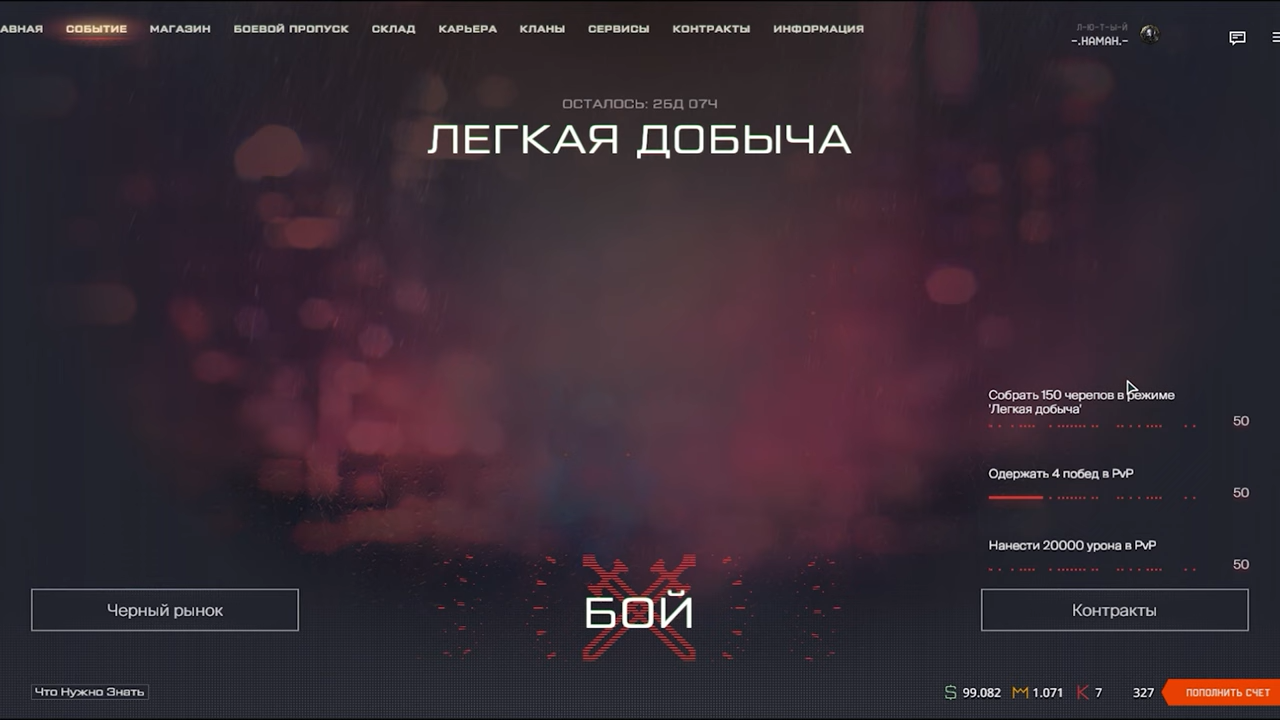 АВНАЯ СОБЫТИЕ МАГАЗИН БОЕВОЙ ПРОПУСК СКЛАД КАРЬЕРА КЛАНЫ СЕРВИСЫ КОНТРАКТЫ ИНФОРМАЦИЯ
Л-Ю-Т-Ы-Й
-.НАМАН.-
ОСТАЛОСЬ: 26Д 07Ч
ЛЕГКАЯ ДОБЫЧА
Собрать 150 черепов в режиме
'Легкая добыча'
50
Одержать 4 побед в PvP
50
Нанести 20000 урона в PvP
50
Черный рынок
БОЙ
Контракты
Что Нужно Знать
99.082 1.071 7 327 ПОПОЛНИТЬ СЧЕТ